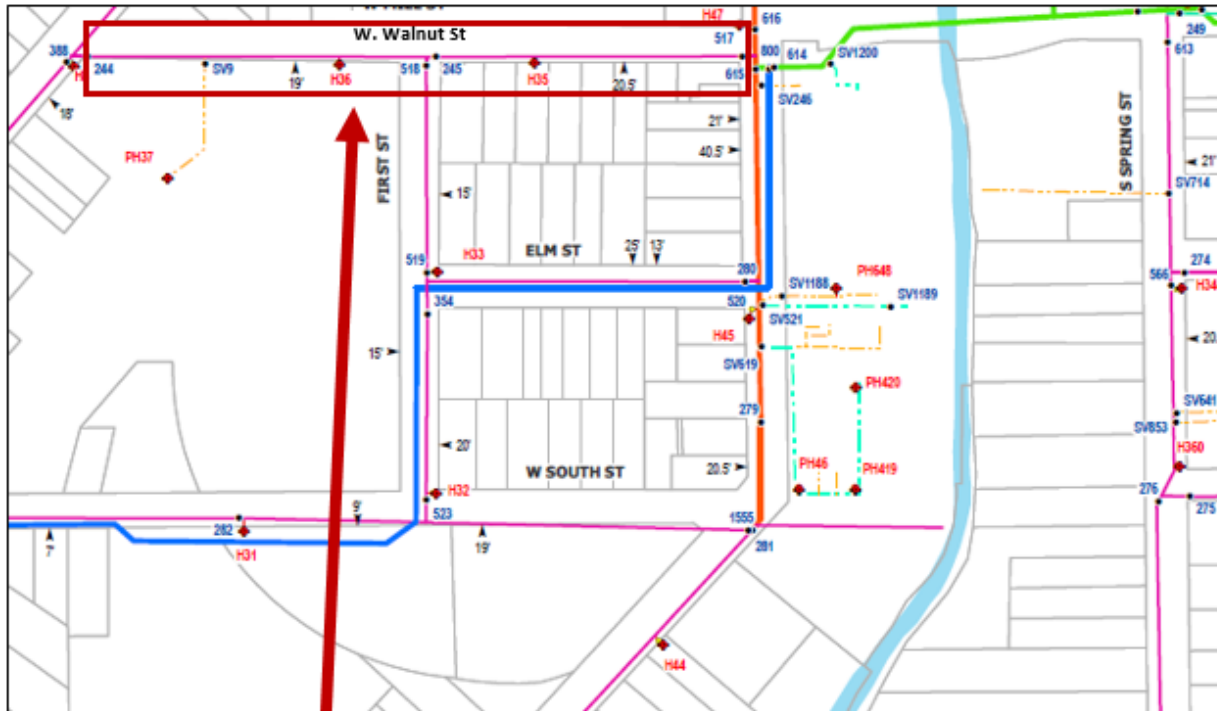 H47
616
249
W. Walnut St
517
613
388
800
614
SV1200
244
SV9
H36
518
245
H35
615
19'
20.5'
SV246
18'
21'
40.5'
S SPRING ST
21'
PH37
FIRST ST
15'
SV714
ELM ST
25'
13'
519
H33
280
274
566
H34
PH648
SV1188
SV1189
354
520
SV521
H45
15'
20.
SV619
PH420
279
SV641
SV853
20'
W SOUTH ST
20.5'
H360
PH46
PH419
H32
276
275
523
9'
1555
282
7'
H31
19'
281
H44